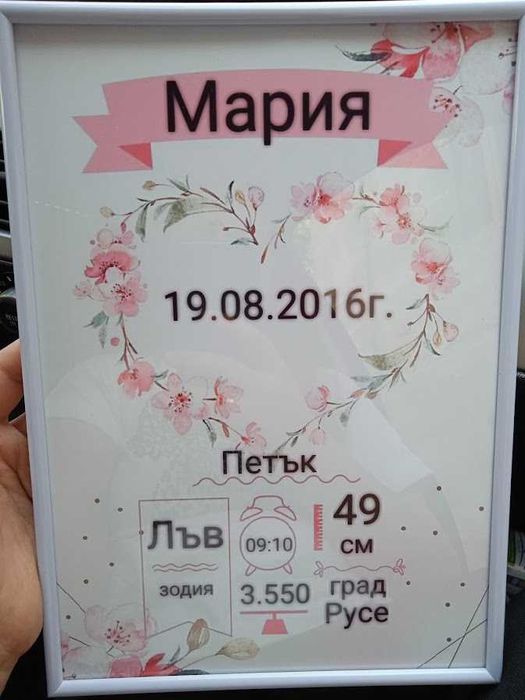 Мария
19.08.2016г.
Петък
Лъв
зодия
09:10
3.550
49
см
град
Русе